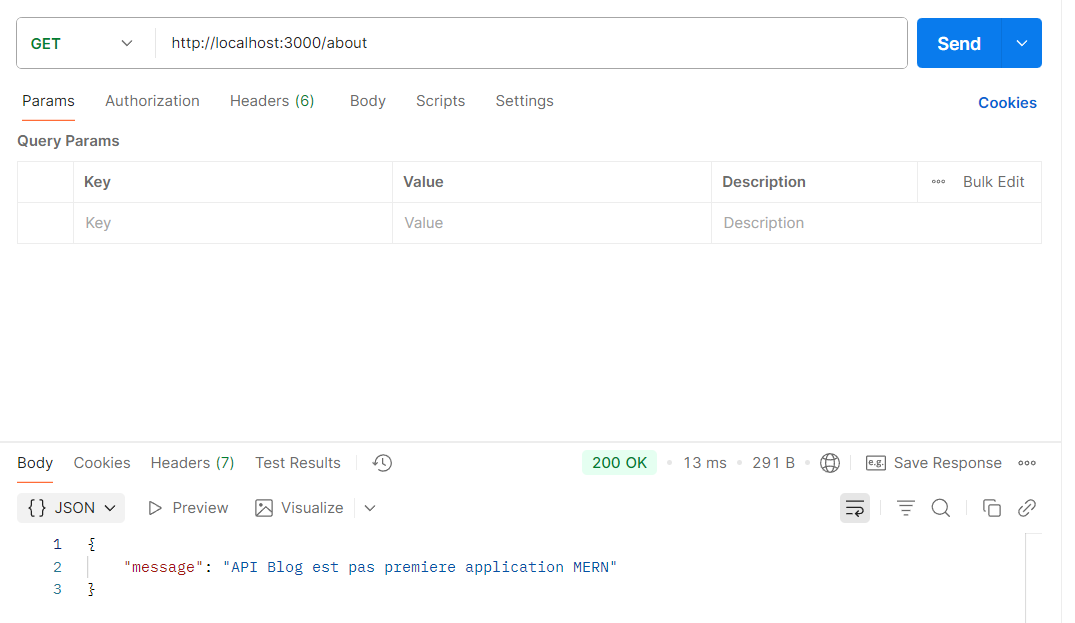 GET http://localhost:3000/about Send
Params Authorization Headers (6) Body Scripts Settings Cookies
Query Params
Key Value Description Bulk Edit
Key Value Description
Body Cookies Headers (7) Test Results 200 OK 13 ms 291 B e.g. Save Response
{} JSON Preview Visualize
1 {
2 "message": "API Blog est pas premiere application MERN"
3 }